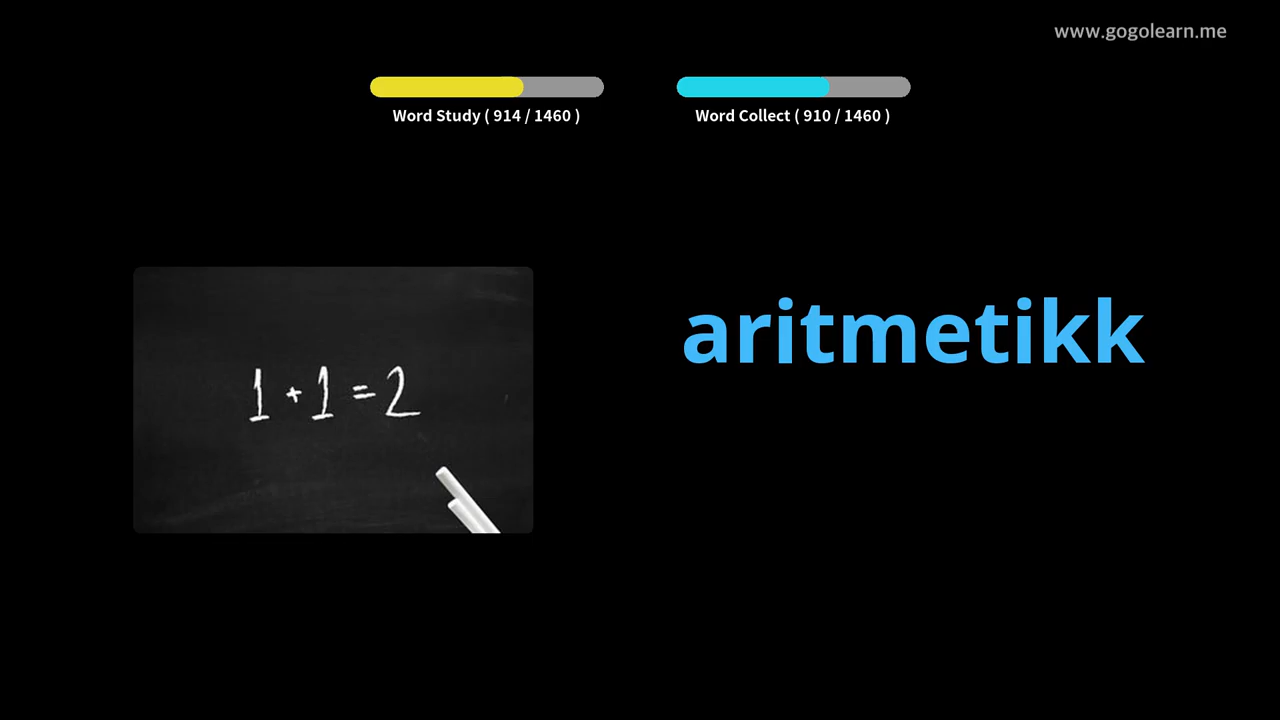 www.gogolearn.me
Word Study ( 914 / 1460 )
Word Collect ( 910 / 1460 )
aritmetikk
1 + 1 = 2